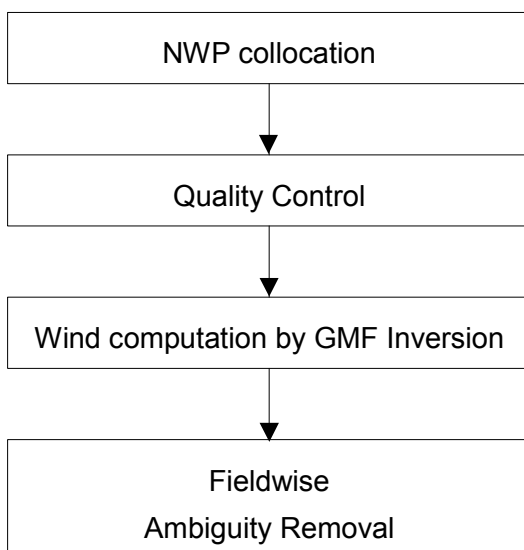 NWP collocation
Quality Control
Wind computation by GMF Inversion
Fieldwise
Ambiguity Removal